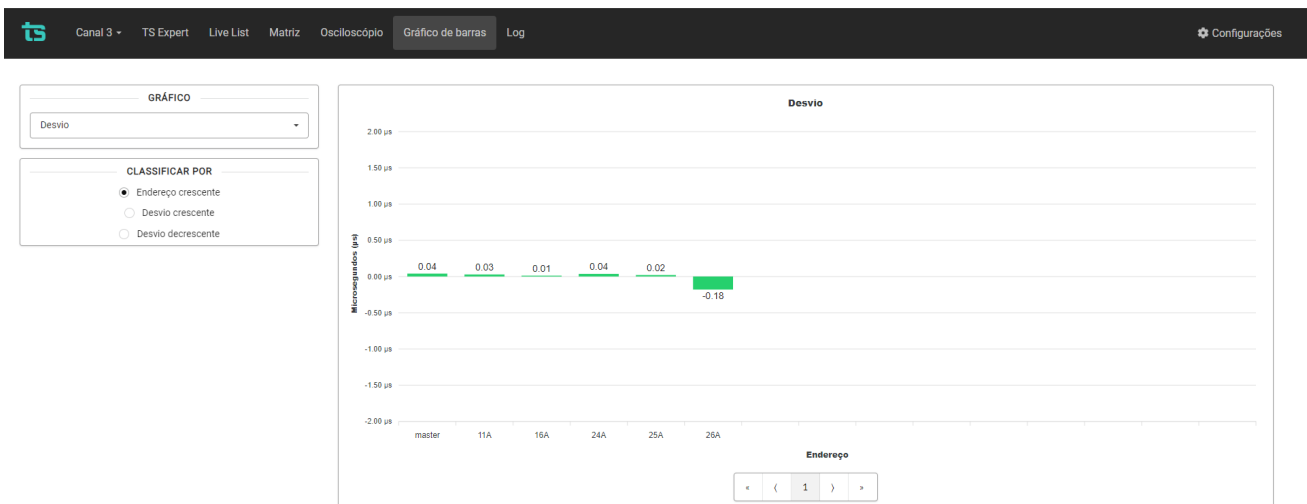 ts Canal 3 TS Expert Live List Matriz Osciloscópio Gráfico de barras Log Configurações
GRÁFICO
Desvio
CLASSIFICAR POR
Endereço crescente
Desvio crescente
Desvio decrescente
Desvio
Microsegundos (µs)
2.00 µs
1.50 µs
1.00 µs
0.50 µs
0.00 µs
-0.50 µs
-1.00 µs
-1.50 µs
-2.00 µs
0.04 0.03 0.01 0.04 0.02 -0.18
master 11A 16A 24A 25A 26A
Endereço
« ⟨ 1 ⟩ »